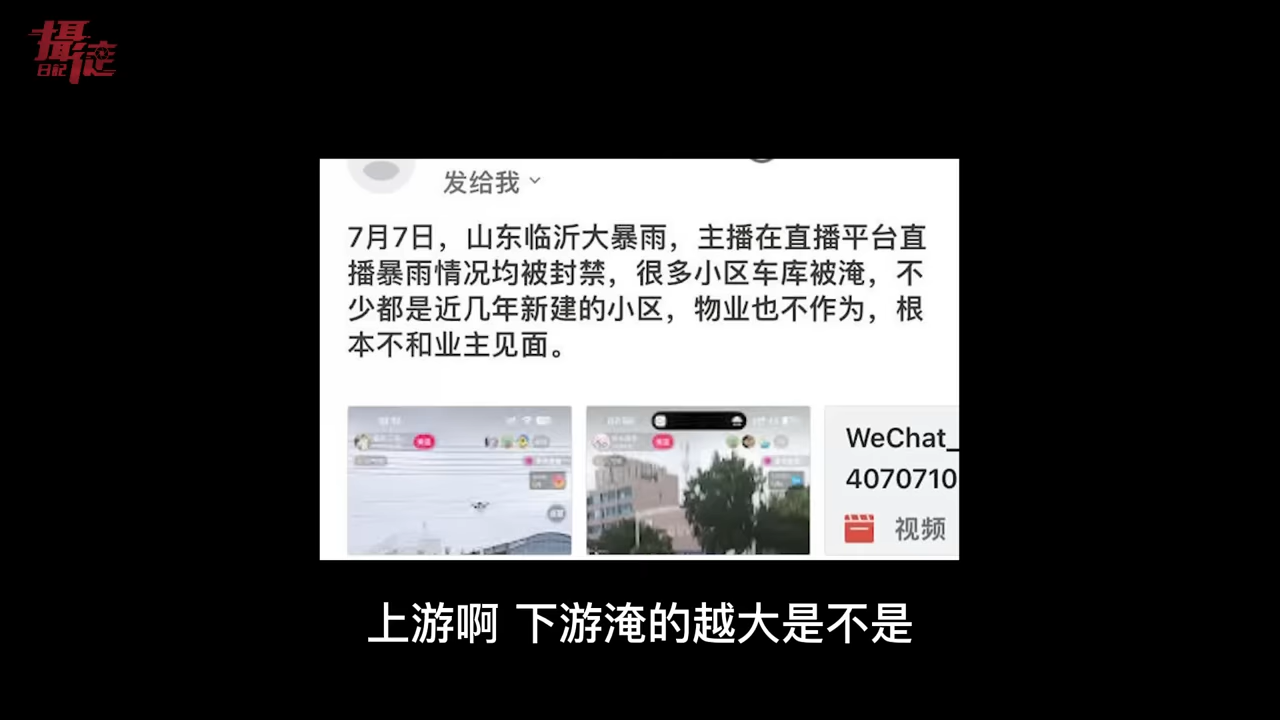 攝徒
日記
发给我
7月7日，山东临沂大暴雨，主播在直播平台直
播暴雨情况均被封禁，很多小区车库被淹，不
少都是近几年新建的小区，物业也不作为，根
本不和业主见面。
WeChat_
4070710
视频
上游啊 下游淹的越大是不是